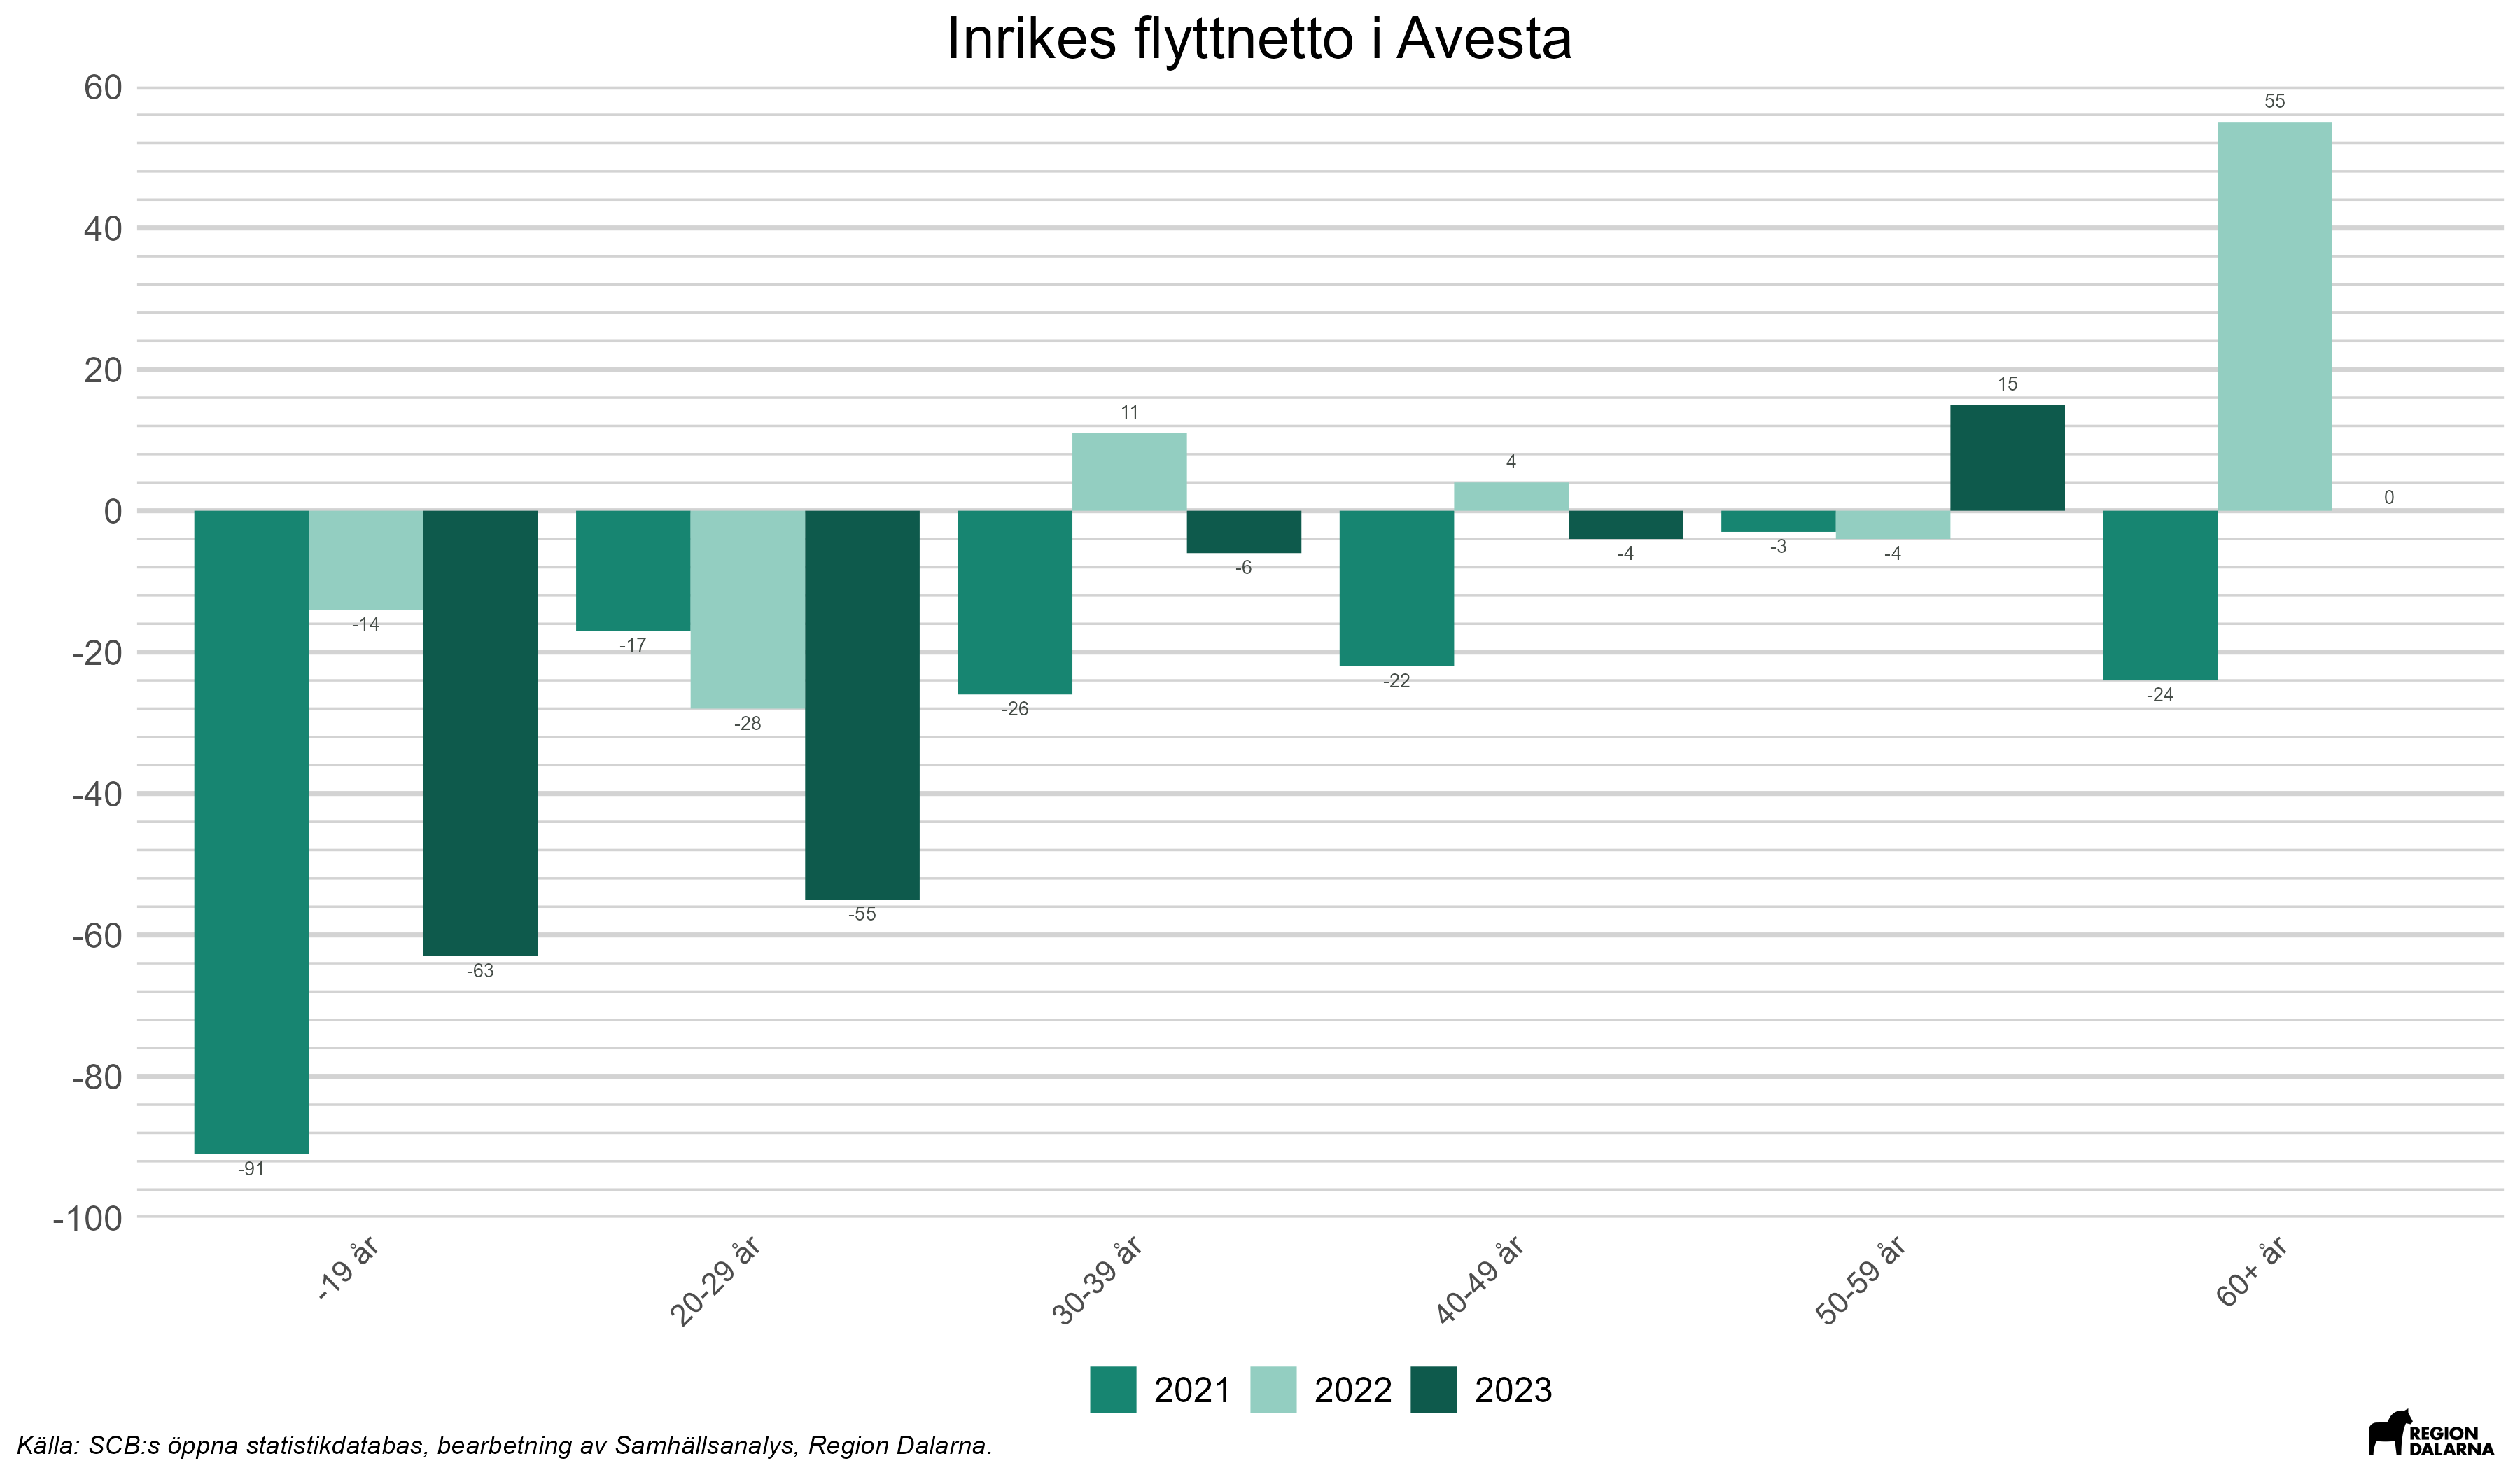 Inrikes flyttnetto i Avesta
60
40
20
0
-20
-40
-60
-80
-100
-91
-14
-63
-17
-28
-55
-26
11
-6
-22
4
-4
-3
-4
15
-24
55
0
-19 år
20-29 år
30-39 år
40-49 år
50-59 år
60+ år
2021 2022 2023
Källa: SCB:s öppna statistikdatabas, bearbetning av Samhällsanalys, Region Dalarna.
REGION
DALARNA